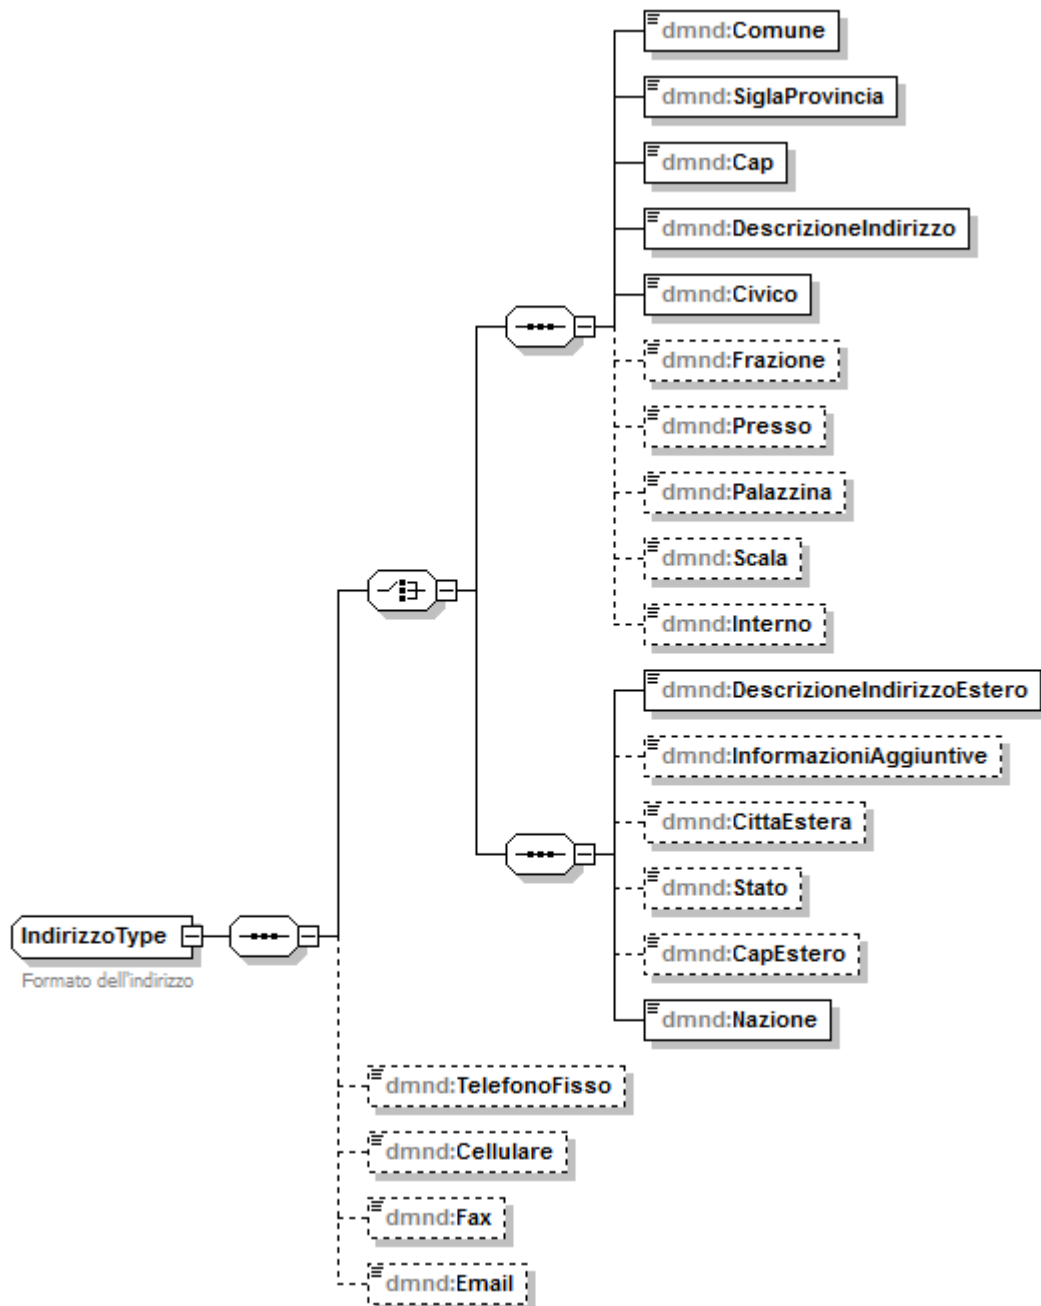 dmnd:Comune
dmnd:SiglaProvincia
dmnd:Cap
dmnd:DescrizioneIndirizzo
dmnd:Civico
dmnd:Frazione
dmnd:Presso
dmnd:Palazzina
dmnd:Scala
dmnd:Interno
dmnd:DescrizioneIndirizzoEstero
dmnd:InformazioniAggiuntive
dmnd:CittaEstera
dmnd:Stato
dmnd:CapEstero
dmnd:Nazione
IndirizzoType
Formato dell'indirizzo
dmnd:TelefonoFisso
dmnd:Cellulare
dmnd:Fax
dmnd:Email